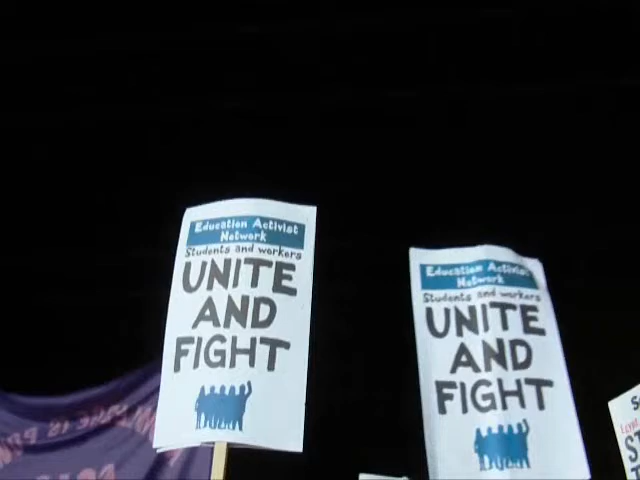 Education Activist
Network
Students and workers
UNITE
AND
FIGHT
Education Activist
Network
Students and workers
UNITE
AND
FIGHT